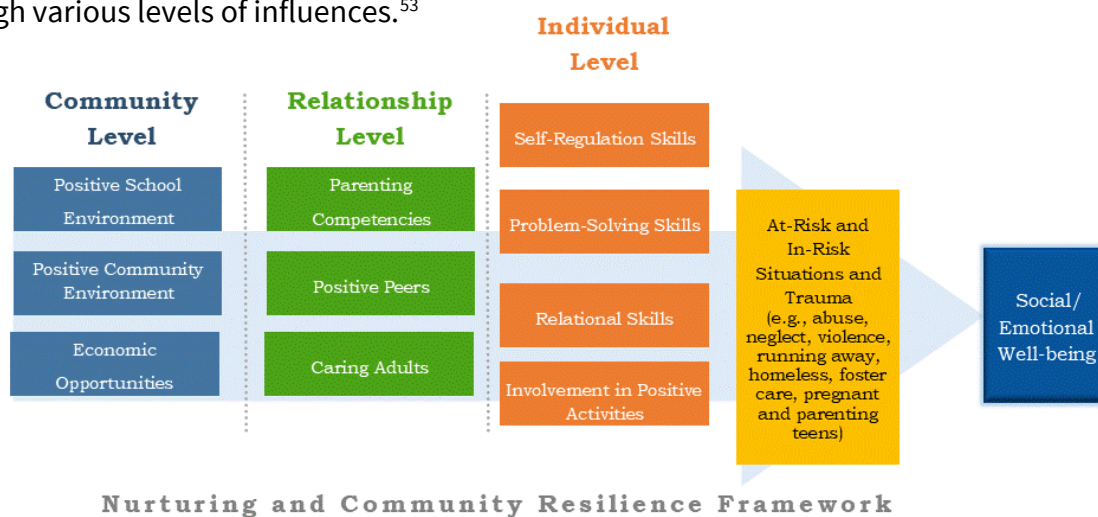 gh various levels of influences.53
Individual
Level
Community
Level
Relationship
Level
Self-Regulation Skills
Positive School
Environment
Parenting
Competencies
Problem-Solving Skills
Positive Community
Environment
Positive Peers
Relational Skills
Economic
Opportunities
Caring Adults
Involvement in Positive
Activities
At-Risk and
In-Risk
Situations and
Trauma
(e.g., abuse,
neglect, violence,
running away,
homeless, foster
care, pregnant
and parenting
teens)
Social/
Emotional
Well-being
Nurturing and Community Resilience Framework